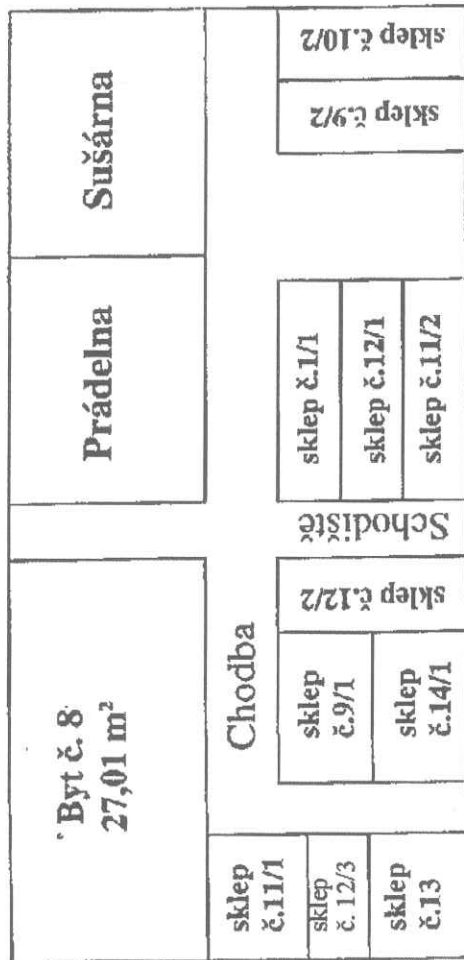 Byt č. 8
27,01 m²
Prádelna
Sušárna
Chodba
sklep
č.11/1
sklep
č. 12/3
sklep
č.13
sklep
č.9/1
sklep
č.14/1
sklep č.12/2
Schodiště
sklep č.1/1
sklep č.12/1
sklep č.11/2
sklep č.9/2
sklep č.10/2